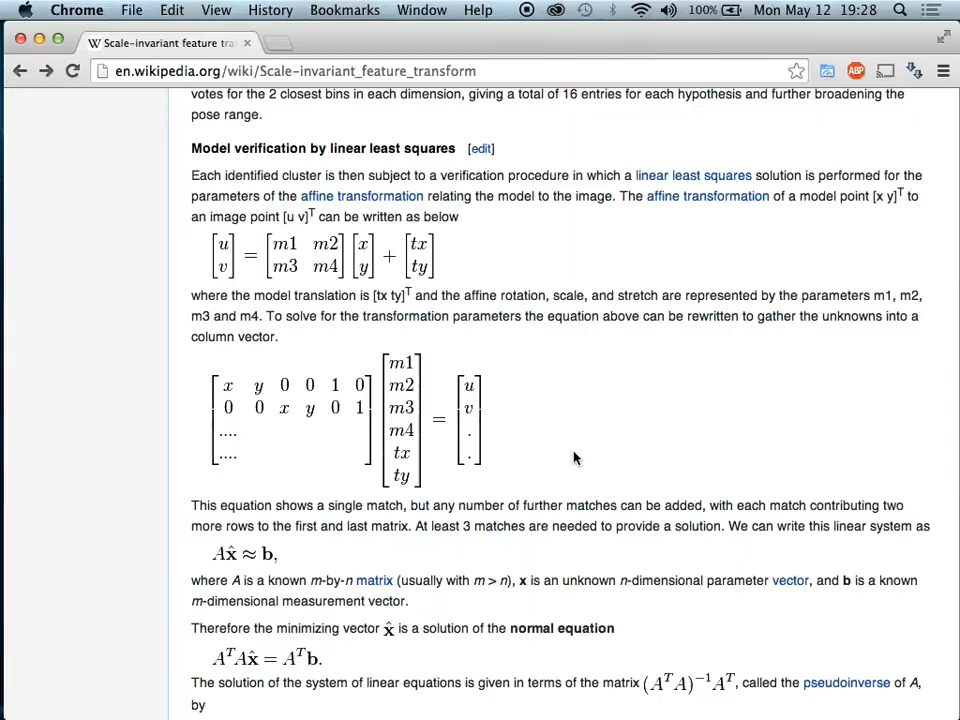 Chrome File Edit View History Bookmarks Window Help 100% Mon May 12 19:28
W Scale-invariant feature tra
en.wikipedia.org/wiki/Scale-invariant_feature_transform ABP
votes for the 2 closest bins in each dimension, giving a total of 16 entries for each hypothesis and further broadening the
pose range.
Model verification by linear least squares [edit]
Each identified cluster is then subject to a verification procedure in which a linear least squares solution is performed for the
parameters of the affine transformation relating the model to the image. The affine transformation of a model point [x y]T to
an image point [u v]T can be written as below
[u v] = [m1 m2 m3 m4] [x y] + [tx ty]
where the model translation is [tx ty]T and the affine rotation, scale, and stretch are represented by the parameters m1, m2,
m3 and m4. To solve for the transformation parameters the equation above can be rewritten to gather the unknowns into a
column vector.
m1
x y 0 0 1 0 m2 u
0 0 x y 0 1 m3 = v
.... m4 .
.... tx .
ty
This equation shows a single match, but any number of further matches can be added, with each match contributing two
more rows to the first and last matrix. At least 3 matches are needed to provide a solution. We can write this linear system as
Ax̂ ≈ b,
where A is a known m-by-n matrix (usually with m > n), x is an unknown n-dimensional parameter vector, and b is a known
m-dimensional measurement vector.
Therefore the minimizing vector x̂ is a solution of the normal equation
AᵀAx̂ = Aᵀb.
The solution of the system of linear equations is given in terms of the matrix (AᵀA)⁻¹Aᵀ, called the pseudoinverse of A,
by